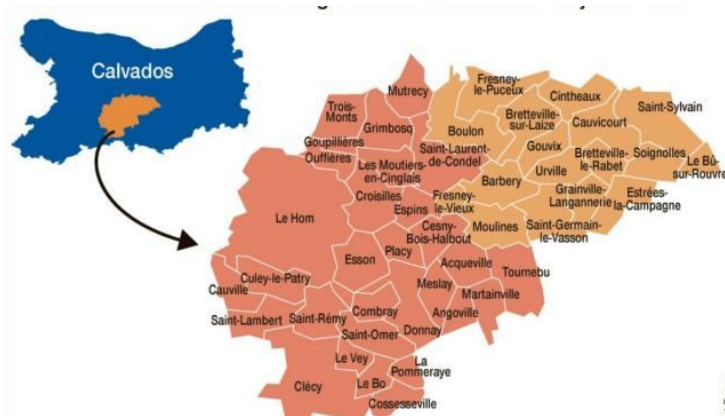 Calvados
Mutrecy
Fresney-
le-Puceux
Cintheaux
Trois-
Monts
Grimbosq
Boulon
Bretteville-
sur-Laize
Cauvicourt
Saint-Sylvain
Goupillières
Ouffières
Saint-Laurent-
de-Condel
Gouvix
Les Moutiers-
en-Cinglais
Barbery
Urville
Bretteville-
le-Rabet
Soignolles
Le Bû-
sur-Rouvre
Croisilles
Espins
Fresney-
le-Vieux
Grainville-
Langannerie
Estrées-
la-Campagne
Le Hom
Cesny-
Bois-Halbout
Moulines
Saint-Germain-
le-Vasson
Esson
Placy
Acqueville
Tournebu
Culey-le-Patry
Cauville
Meslay
Martainville
Saint-Lambert
Saint-Rémy
Combray
Angoville
Saint-Omer
Donnay
Le Vey
La
Pommeraye
Clécy
Le Bo
Cossesseville